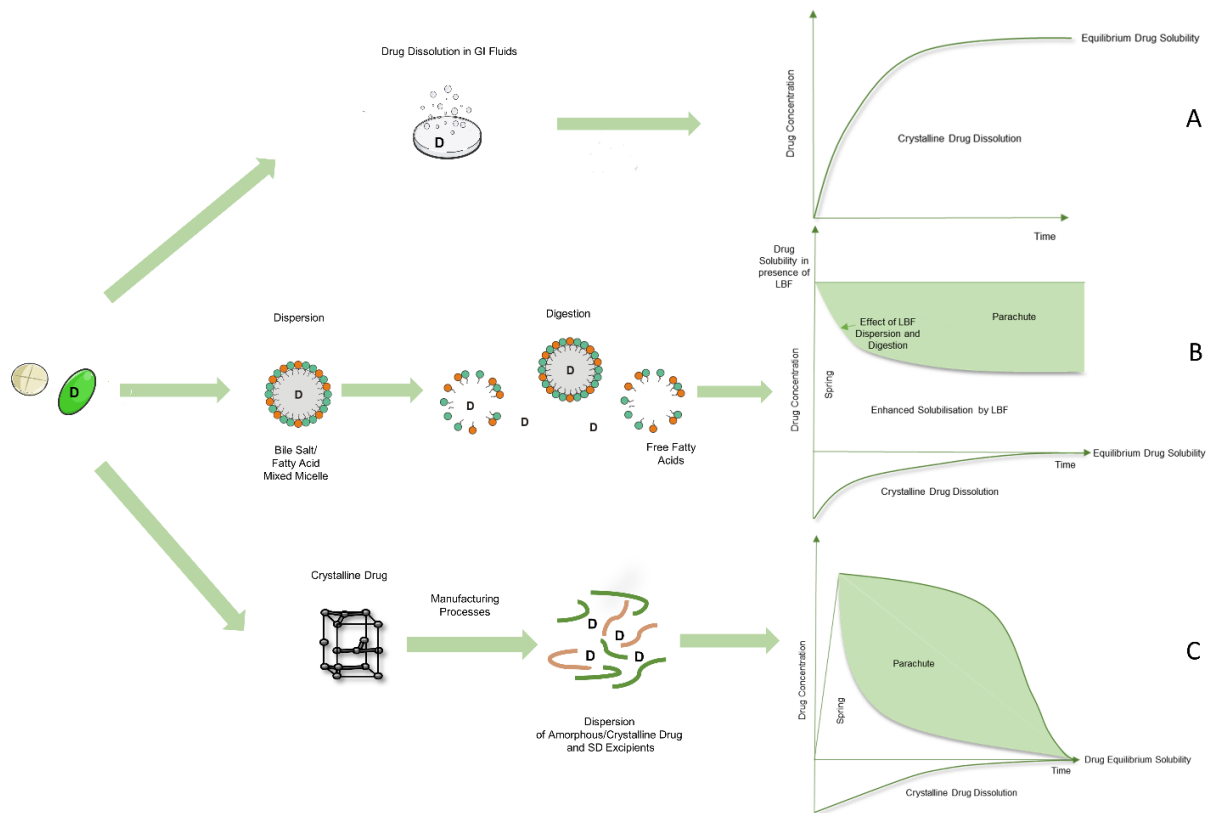 Drug Dissolution in GI Fluids
D
Drug Concentration
Equilibrium Drug Solubility
Crystalline Drug Dissolution
Time
A
D
Dispersion
D
Bile Salt/
Fatty Acid
Mixed Micelle
Digestion
D
D
D
D
Free Fatty
Acids
Drug
Solubility in
presence of
LBF
Drug Concentration
Spring
Effect of LBF
Dispersion and
Digestion
Parachute
Enhanced Solubilisation by LBF
Time
Equilibrium Drug Solubility
Crystalline Drug Dissolution
B
Crystalline Drug
Manufacturing
Processes
D
D
D
D
Dispersion
of Amorphous/Crystalline Drug
and SD Excipients
Drug Concentration
Spring
Parachute
Time
Drug Equilibrium Solubility
Crystalline Drug Dissolution
C